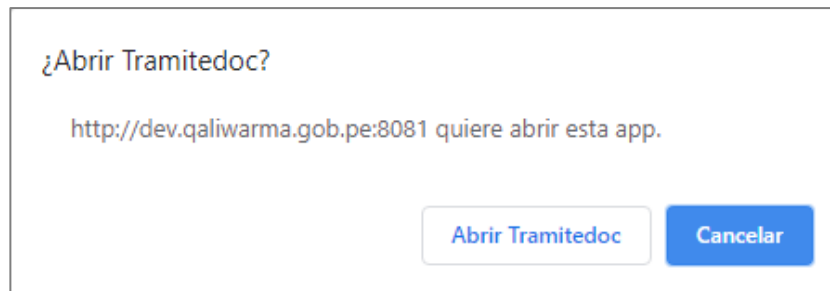 ¿Abrir Tramitedoc?
http://dev.qaliwarma.gob.pe:8081 quiere abrir esta app.
Abrir Tramitedoc
Cancelar